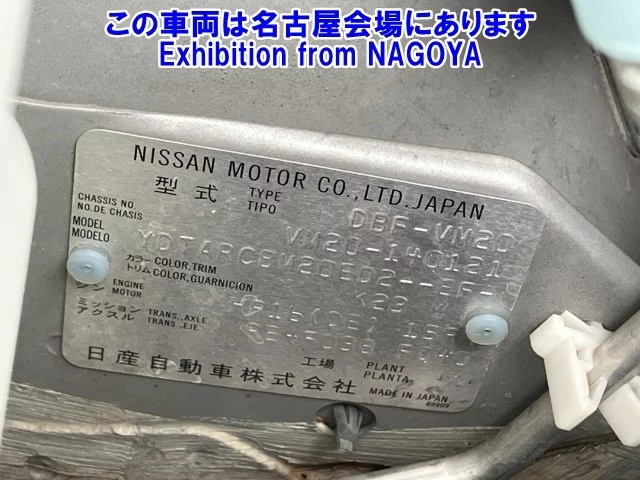 この車両は名古屋会場にあります
Exhibition from NAGOYA
NISSAN MOTOR CO.,LTD.JAPAN
型式 TYPE TIPO DBF-VM20
CHASSIS NO. NO.DE CHASIS VM20-140121
MODEL MODELO
カラー トリム COLOR,TRIM COLOR,GUARNICION K23
ENGINE MOTOR
ミッション アクスル TRANS.,AXLE TRANS.,EJE
日産自動車株式会社 工場 PLANT PLANTA
MADE IN JAPAN